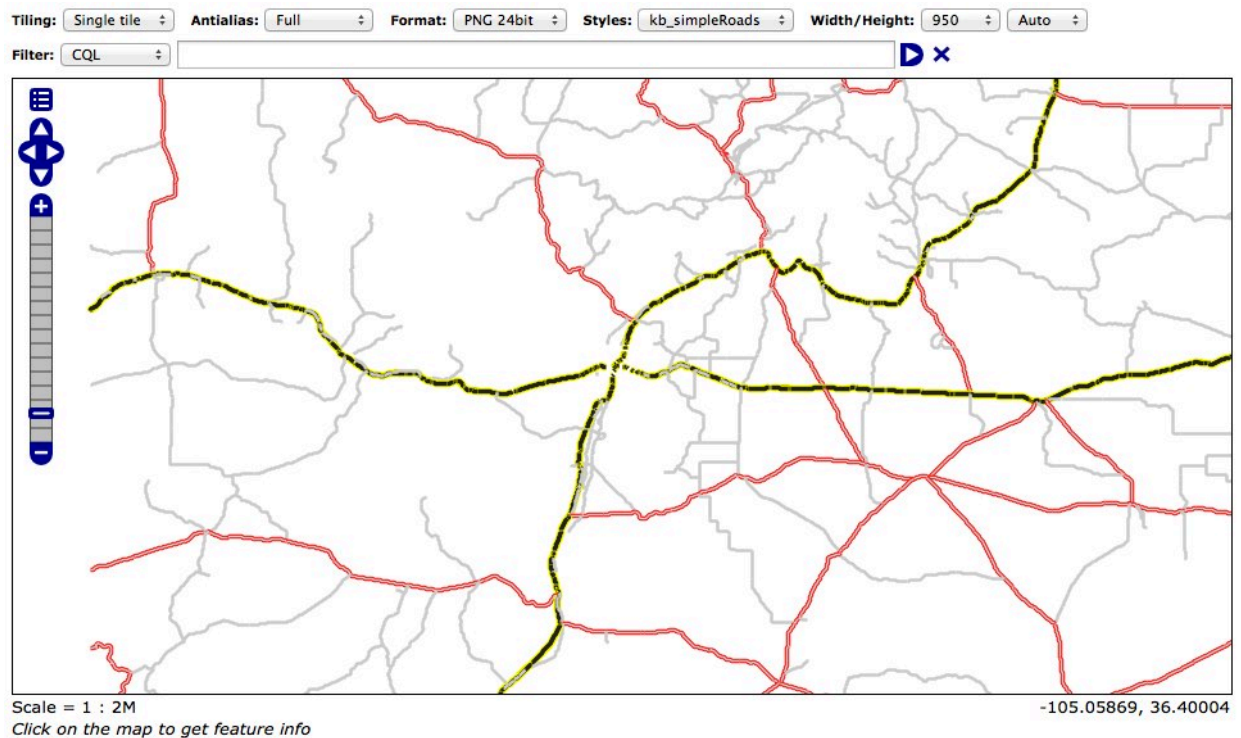 Tiling: Single tile Antialias: Full Format: PNG 24bit Styles: kb_simpleRoads Width/Height: 950 Auto
Filter: CQL
Scale = 1 : 2M -105.05869, 36.40004
Click on the map to get feature info